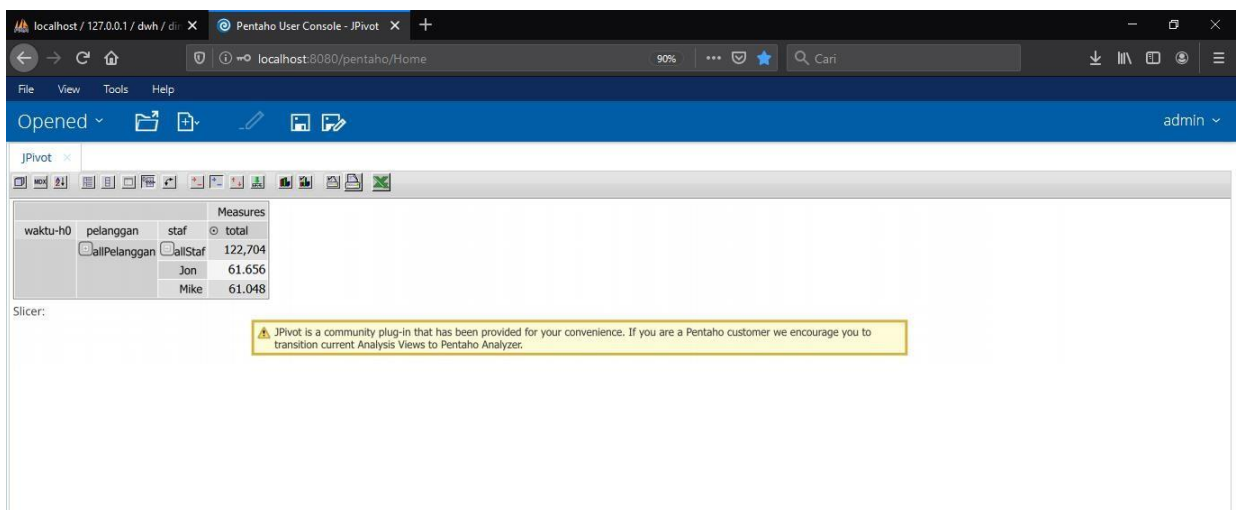 localhost / 127.0.0.1 / dwh / di
Pentaho User Console - JPivot
localhost:8080/pentaho/Home
90%
Cari
File View Tools Help
Opened
admin
JPivot
MDX
Measures
waktu-h0 pelanggan staf total
allPelanggan allStaf 122,704
Jon 61.656
Mike 61.048
Slicer:
JPivot is a community plug-in that has been provided for your convenience. If you are a Pentaho customer we encourage you to
transition current Analysis Views to Pentaho Analyzer.